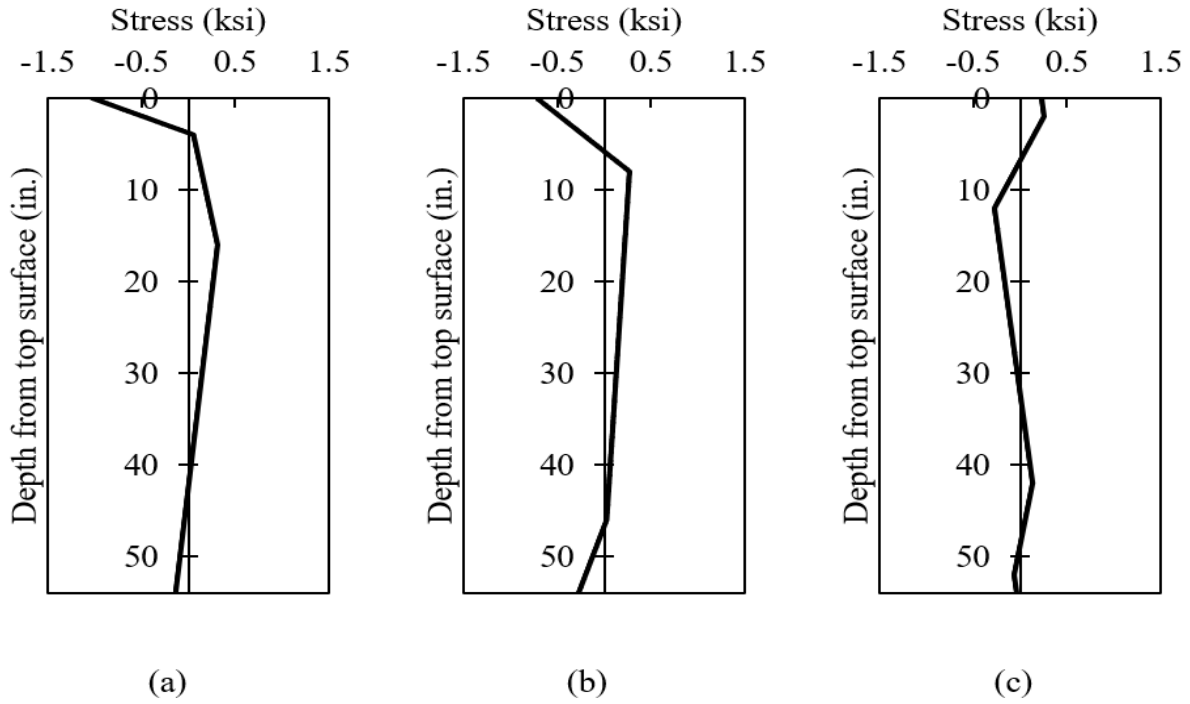 Stress (ksi) Stress (ksi) Stress (ksi)
-1.5 -0.5 0.5 1.5 -1.5 -0.5 0.5 1.5 -1.5 -0.5 0.5 1.5
0 0 0
10 10 10
20 20 20
30 30 30
40 40 40
50 50 50
Depth from top surface (in.)
Depth from top surface (in.)
Depth from top surface (in.)
(a) (b) (c)